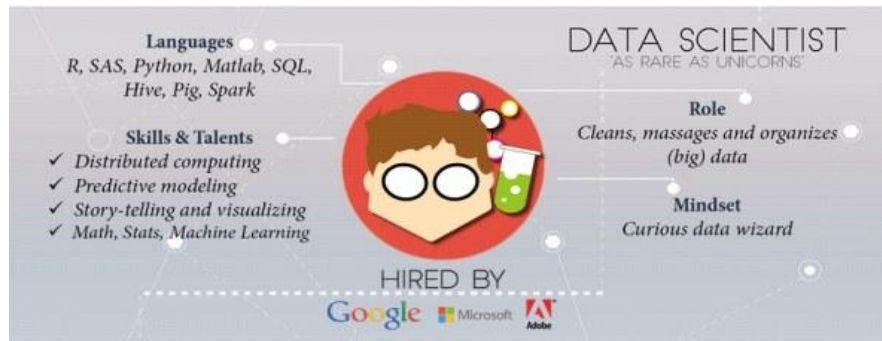 Languages
R, SAS, Python, Matlab, SQL,
Hive, Pig, Spark
Skills & Talents
✓ Distributed computing
✓ Predictive modeling
✓ Story-telling and visualizing
✓ Math, Stats, Machine Learning
DATA SCIENTIST
"AS RARE AS UNICORNS"
Role
Cleans, massages and organizes
(big) data
Mindset
Curious data wizard
HIRED BY
Google Microsoft Adobe